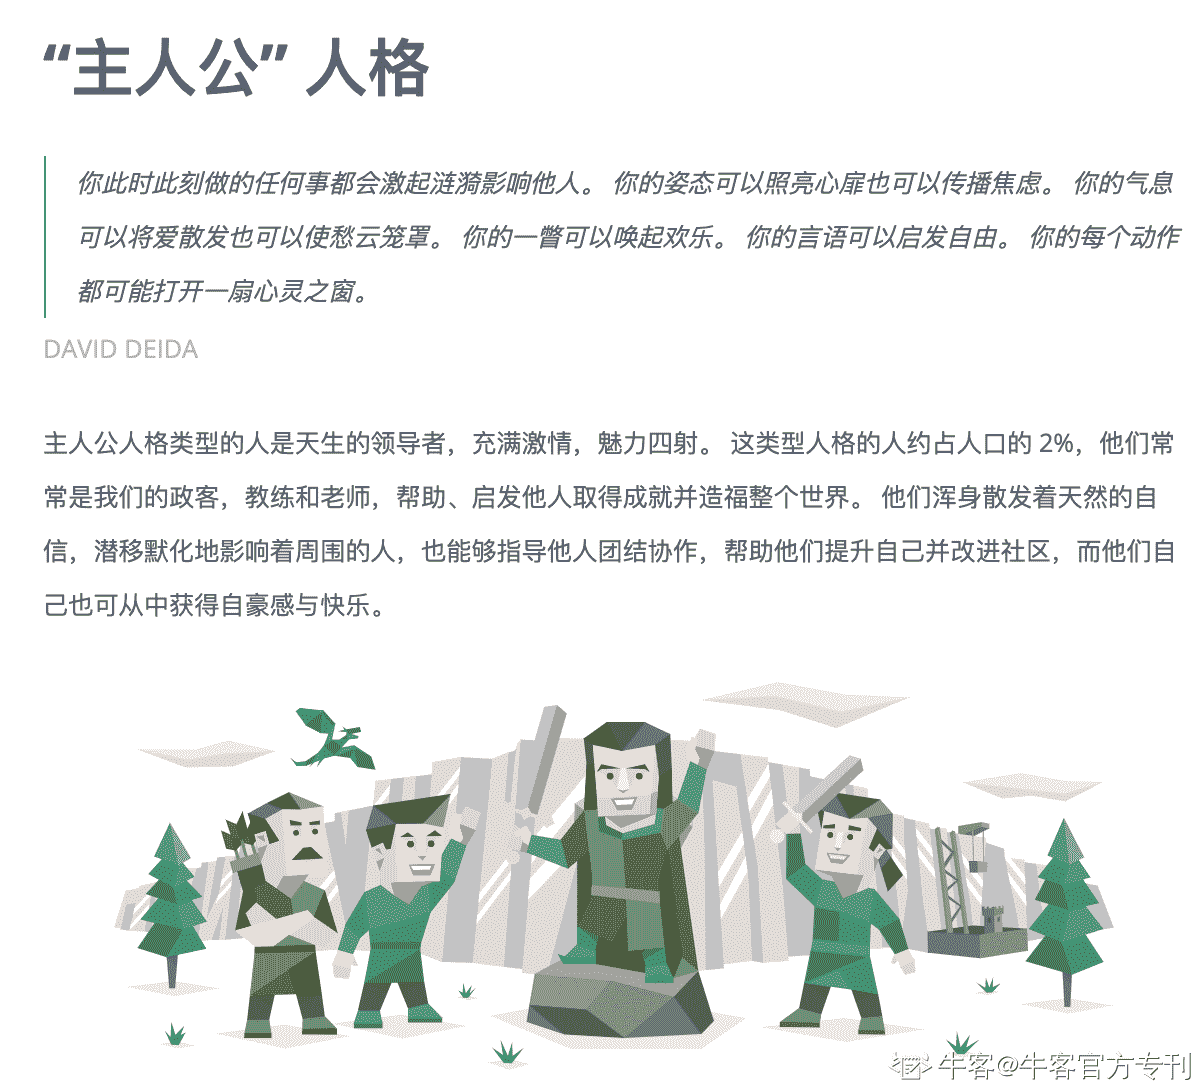 “主人公” 人格
你此时此刻做的任何事都会激起涟漪影响他人。 你的姿态可以照亮心扉也可以传播焦虑。 你的气息
可以将爱散发也可以使愁云笼罩。 你的一瞥可以唤起欢乐。 你的言语可以启发自由。 你的每个动作
都可能打开一扇心灵之窗。
DAVID DEIDA
主人公人格类型的人是天生的领导者，充满激情，魅力四射。 这类型人格的人约占人口的 2%，他们常
常是我们的政客，教练和老师，帮助、启发他人取得成就并造福整个世界。 他们浑身散发着天然的自
信，潜移默化地影响着周围的人，也能够指导他人团结协作，帮助他们提升自己并改进社区，而他们自
己也可从中获得自豪感与快乐。
牛客@牛客官方专刊